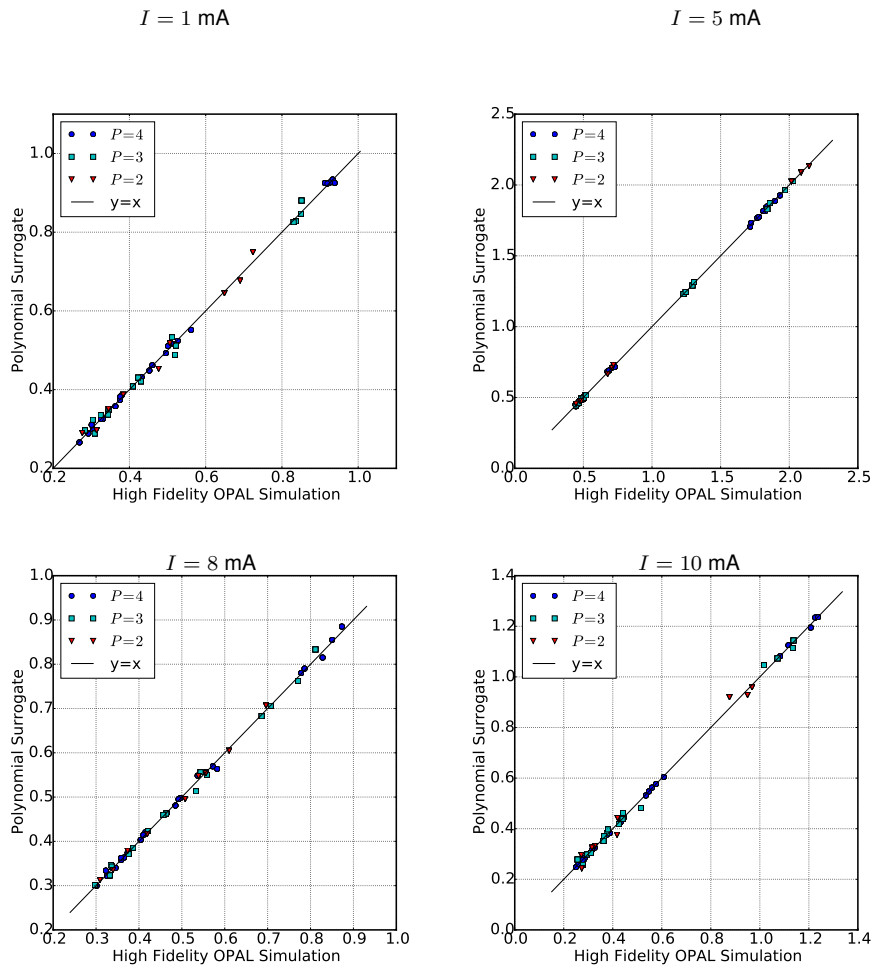 I = 1 mA
I = 5 mA
P=4
P=3
P=2
y=x
Polynomial Surrogate
1.0
0.8
0.6
0.4
0.2
0.2 0.4 0.6 0.8 1.0
High Fidelity OPAL Simulation
P=4
P=3
P=2
y=x
Polynomial Surrogate
2.5
2.0
1.5
1.0
0.5
0.0
0.0 0.5 1.0 1.5 2.0 2.5
High Fidelity OPAL Simulation
I = 8 mA
I = 10 mA
P=4
P=3
P=2
y=x
Polynomial Surrogate
1.0
0.9
0.8
0.7
0.6
0.5
0.4
0.3
0.2
0.2 0.3 0.4 0.5 0.6 0.7 0.8 0.9 1.0
High Fidelity OPAL Simulation
P=4
P=3
P=2
y=x
Polynomial Surrogate
1.4
1.2
1.0
0.8
0.6
0.4
0.2
0.0
0.0 0.2 0.4 0.6 0.8 1.0 1.2 1.4
High Fidelity OPAL Simulation